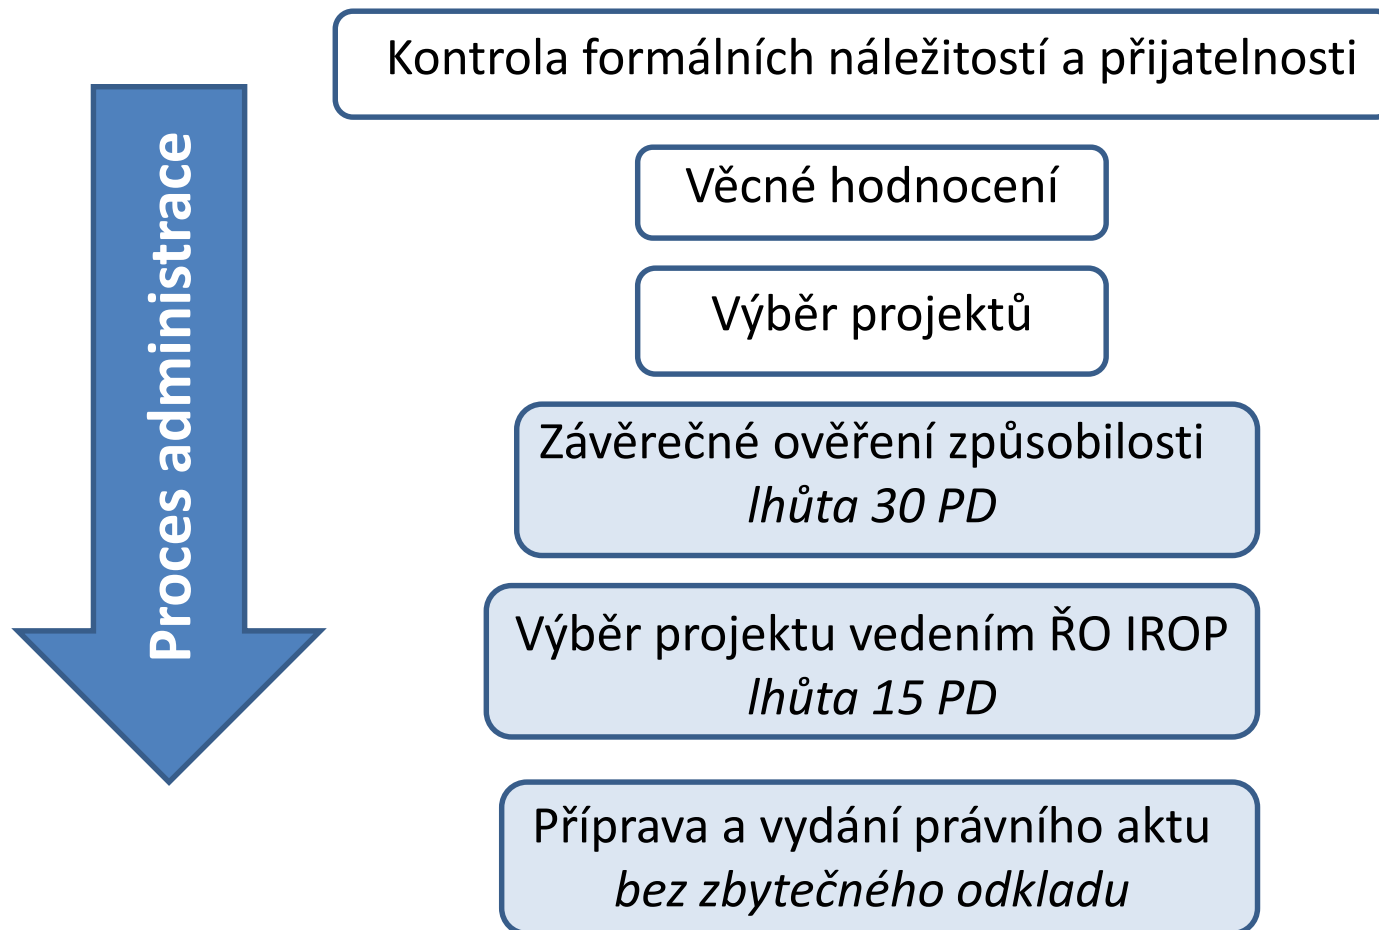 Kontrola formálních náležitostí a přijatelnosti
Proces administrace
Věcné hodnocení
Výběr projektů
Závěrečné ověření způsobilosti
lhůta 30 PD
Výběr projektu vedením ŘO IROP
lhůta 15 PD
Příprava a vydání právního aktu
bez zbytečného odkladu